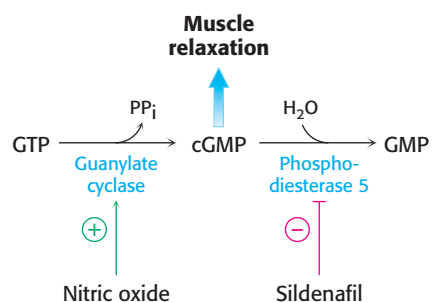 Muscle
relaxation
PPi
H₂O
GTP
cGMP
GMP
Guanylate
cyclase
Phospho-
diesterase 5
+
−
Nitric oxide
Sildenafil